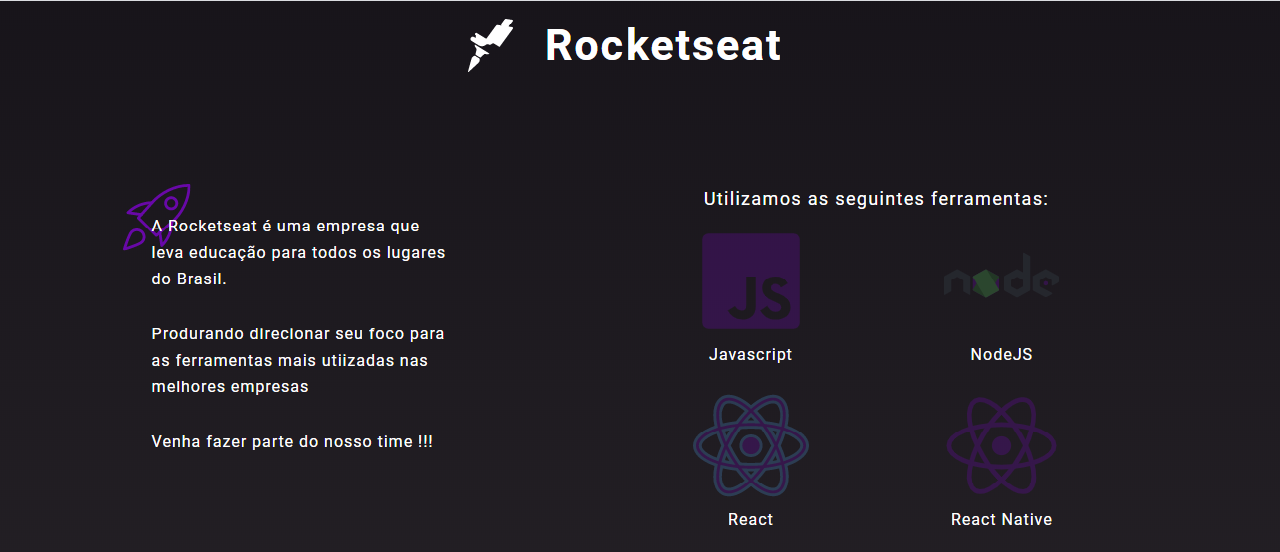 Rocketseat
A Rocketseat é uma empresa que
leva educação para todos os lugares
do Brasil.
Produrando direcionar seu foco para
as ferramentas mais utiizadas nas
melhores empresas
Venha fazer parte do nosso time !!!
Utilizamos as seguintes ferramentas:
JS
node
Javascript
NodeJS
React
React Native